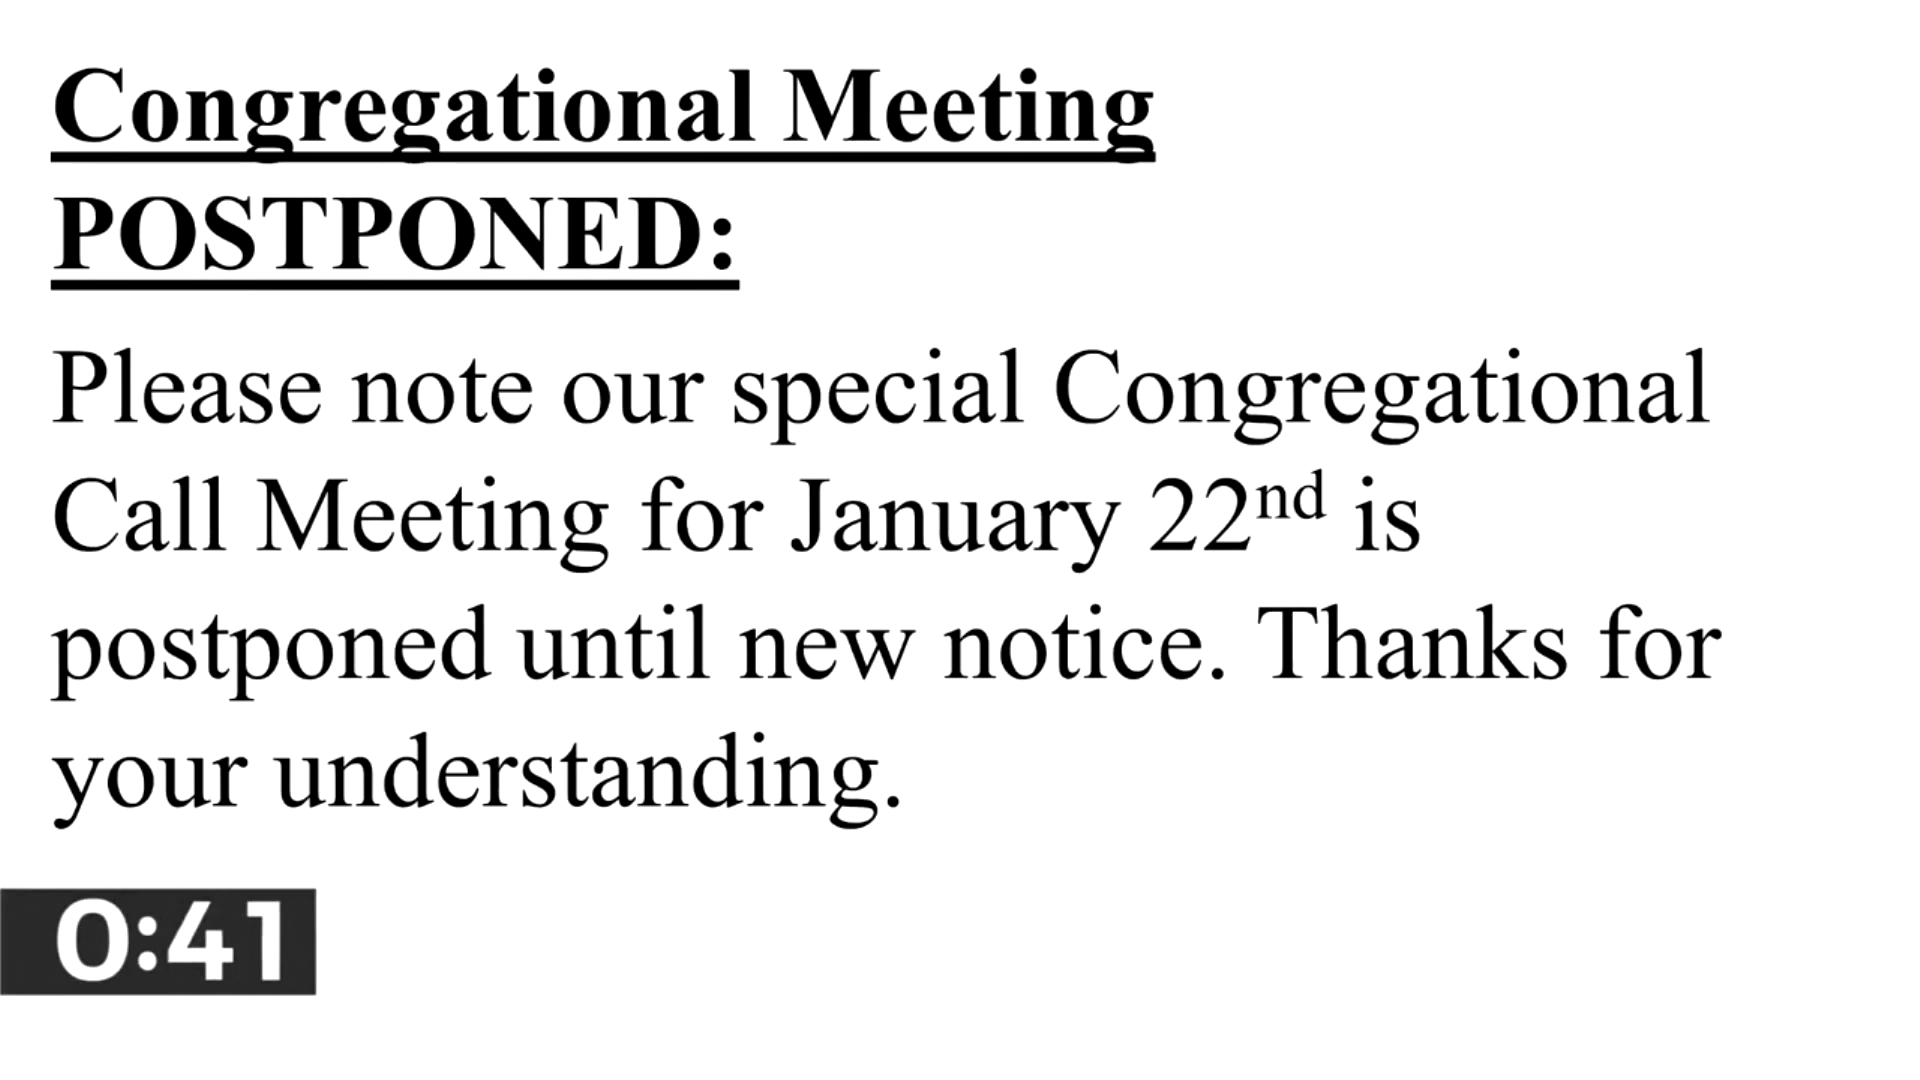 Congregational Meeting
POSTPONED:
Please note our special Congregational
Call Meeting for January 22nd is
postponed until new notice. Thanks for
your understanding.
0:41